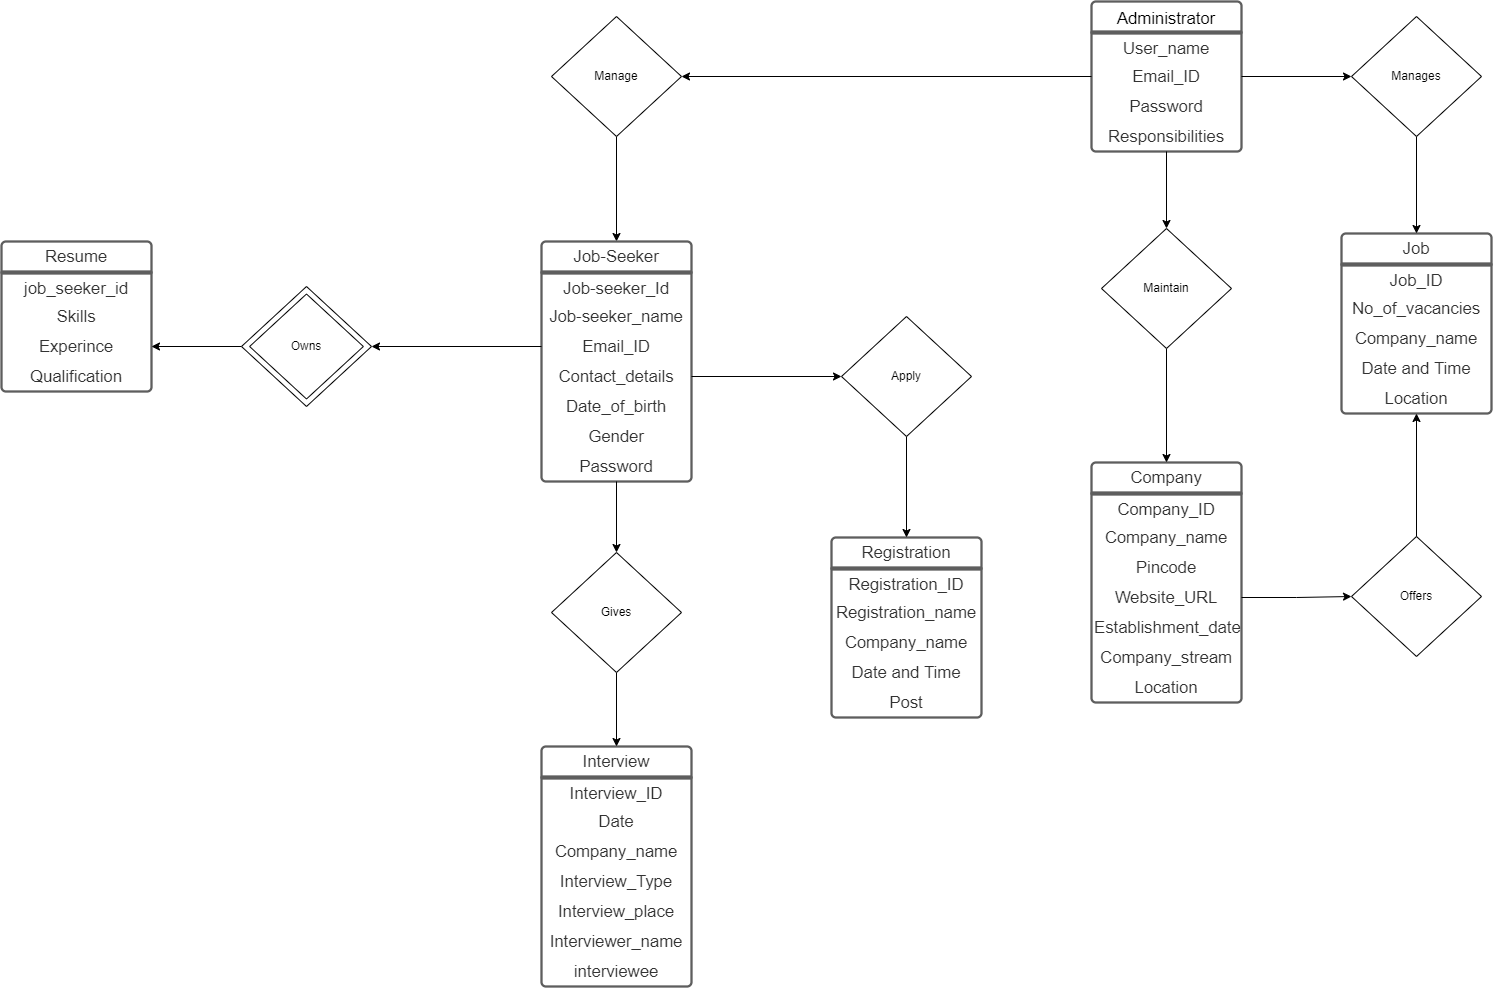 Administrator
User_name
Email_ID
Password
Responsibilities
Manage
Manages
Resume
job_seeker_id
Skills
Experince
Qualification
Owns
Job-Seeker
Job-seeker_Id
Job-seeker_name
Email_ID
Contact_details
Date_of_birth
Gender
Password
Apply
Maintain
Job
Job_ID
No_of_vacancies
Company_name
Date and Time
Location
Company
Company_ID
Company_name
Pincode
Website_URL
Establishment_date
Company_stream
Location
Offers
Gives
Registration
Registration_ID
Registration_name
Company_name
Date and Time
Post
Interview
Interview_ID
Date
Company_name
Interview_Type
Interview_place
Interviewer_name
interviewee